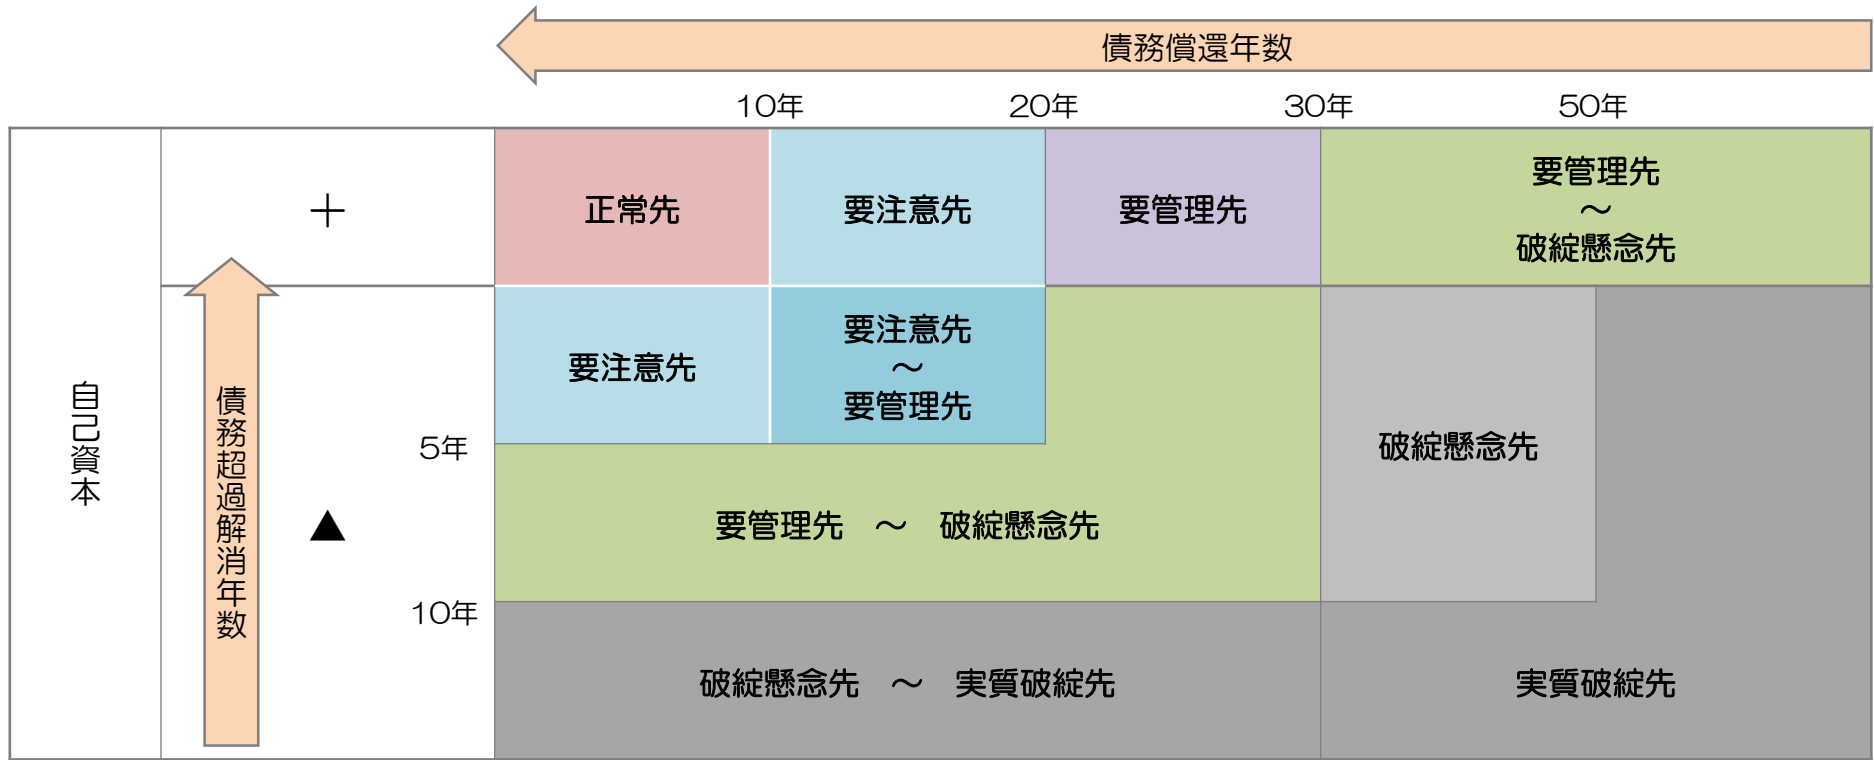 債務償還年数
10年
20年
30年
50年
自己資本
＋
正常先
要注意先
要管理先
要管理先
～
破綻懸念先
債務超過解消年数
▲
5年
10年
要注意先
要注意先
～
要管理先
破綻懸念先
要管理先　～　破綻懸念先
破綻懸念先　～　実質破綻先
実質破綻先